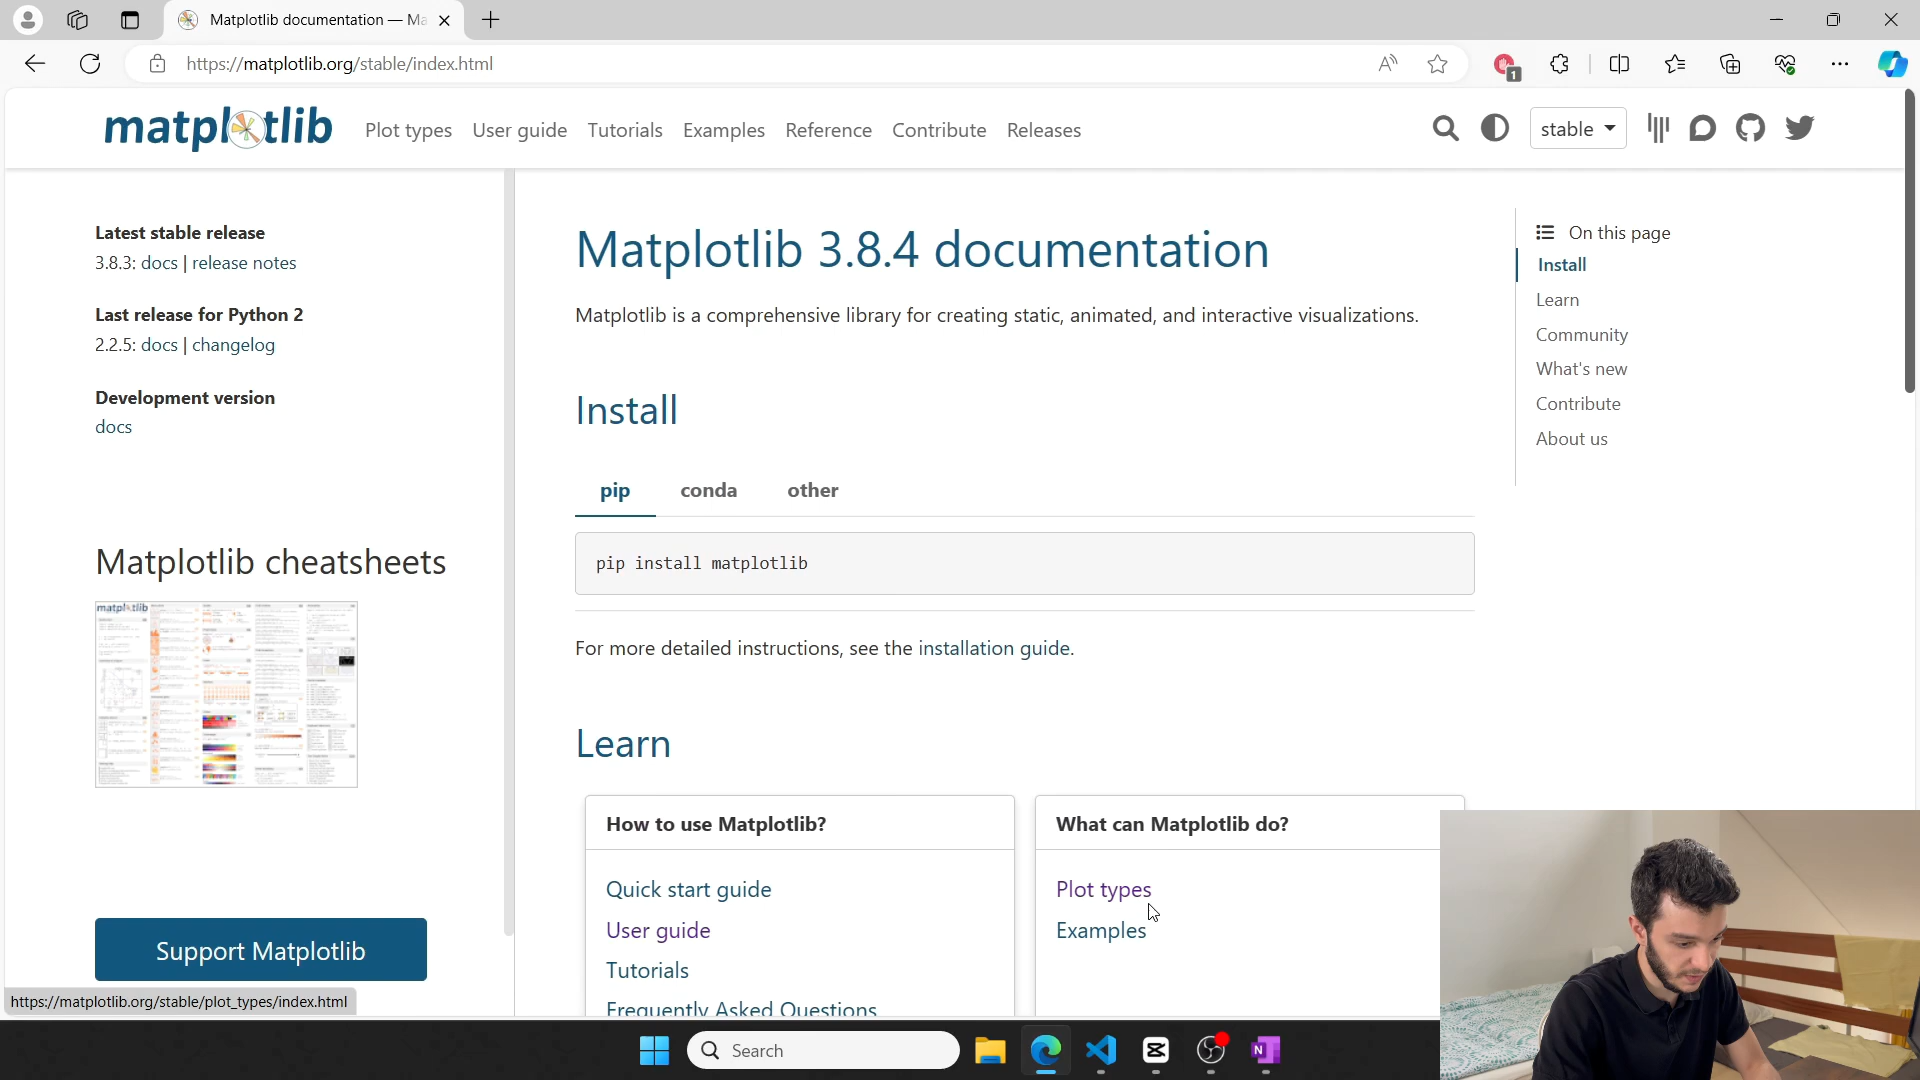 Matplotlib documentation — Ma
https://matplotlib.org/stable/index.html
1
matplotlib
Plot types User guide Tutorials Examples Reference Contribute Releases
stable
Latest stable release
3.8.3: docs | release notes
Last release for Python 2
2.2.5: docs | changelog
Development version
docs
Matplotlib cheatsheets
matplotlib
Support Matplotlib
https://matplotlib.org/stable/plot_types/index.html
Matplotlib 3.8.4 documentation
Matplotlib is a comprehensive library for creating static, animated, and interactive visualizations.
Install
pip conda other
pip install matplotlib
For more detailed instructions, see the installation guide.
Learn
How to use Matplotlib?
Quick start guide
User guide
Tutorials
Frequently Asked Questions
What can Matplotlib do?
Plot types
Examples
On this page
Install
Learn
Community
What's new
Contribute
About us
Search
N